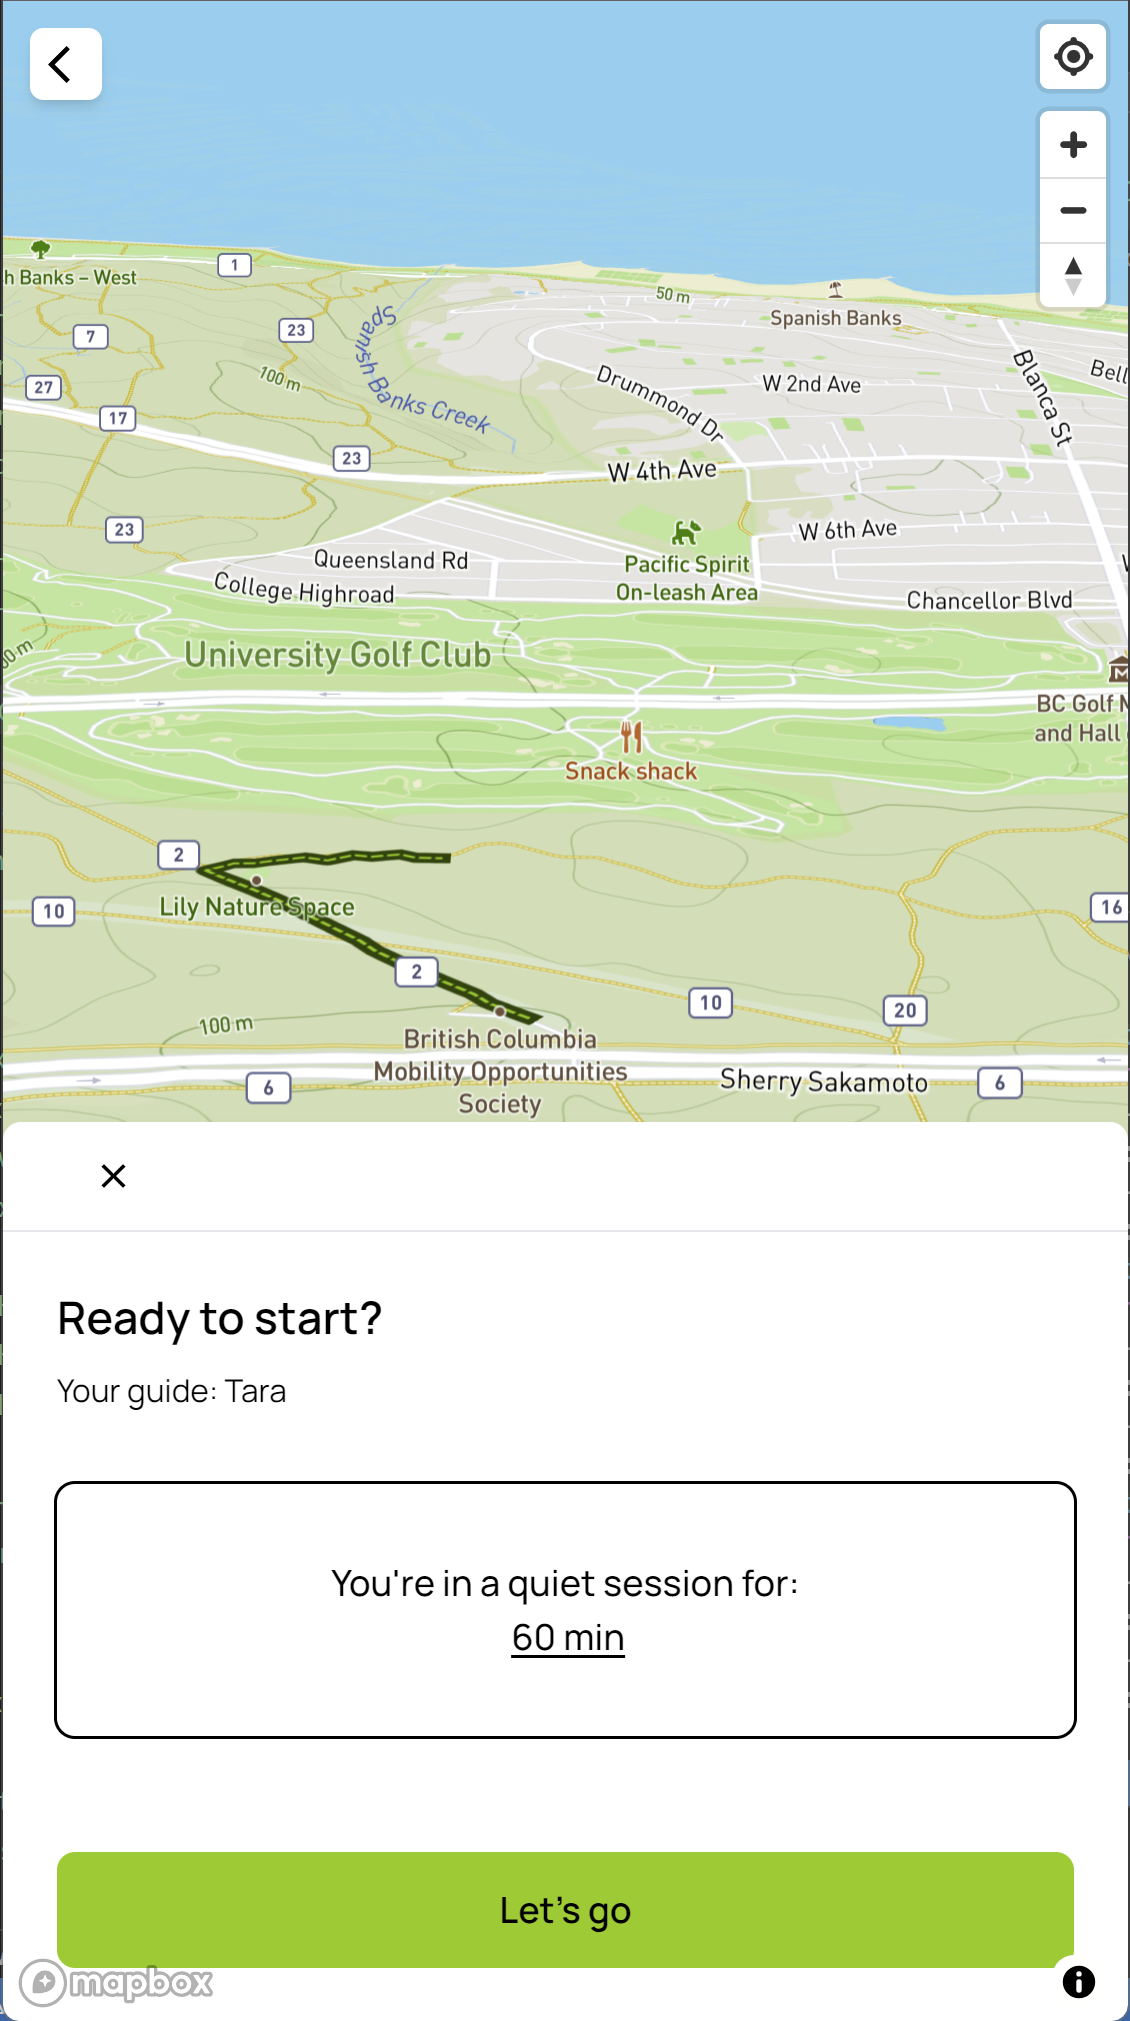 1
h Banks – West
50 m
Spanish Banks
7
23
Spanish Banks Creek
100 m
27
17
Drummond Dr
W 2nd Ave
Blanca St
Bell
23
W 4th Ave
23
W 6th Ave
Queensland Rd
College Highroad
Pacific Spirit
On-leash Area
Chancellor Blvd
University Golf Club
00 m
BC Golf M
and Hall
Snack shack
2
Lily Nature Space
10
16
2
10
20
100 m
British Columbia
Mobility Opportunities
Society
Sherry Sakamoto
6
6
Ready to start?
Your guide: Tara
You're in a quiet session for:
60 min
Let's go
mapbox